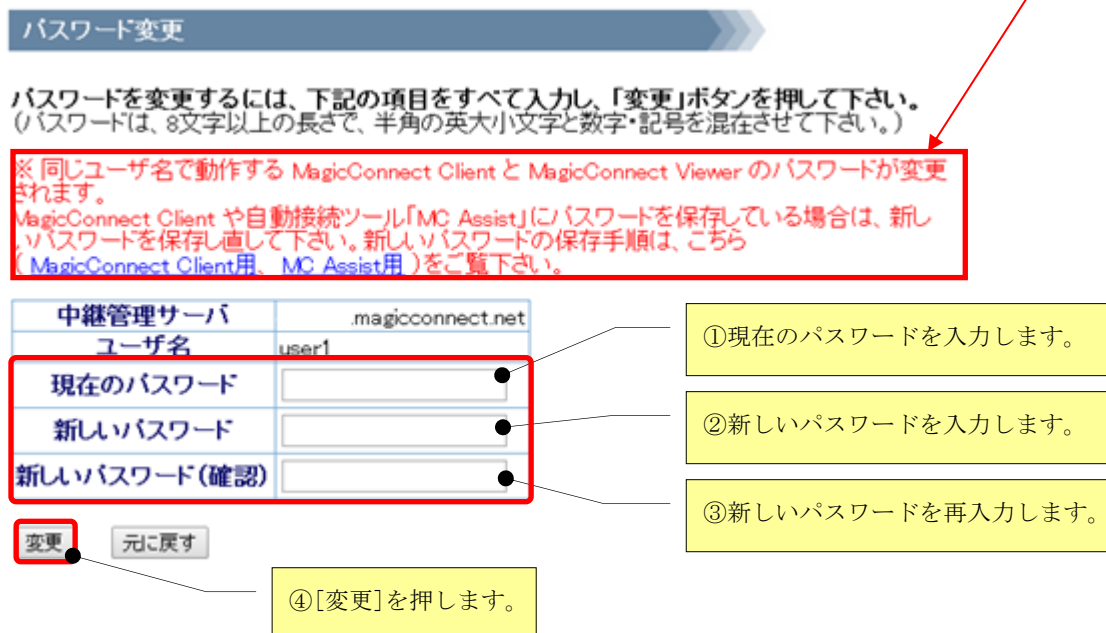 パスワード変更
パスワードを変更するには、下記の項目をすべて入力し、「変更」ボタンを押して下さい。
(パスワードは、8文字以上の長さで、半角の英大小文字と数字・記号を混在させて下さい。)
※ 同じユーザ名で動作する MagicConnect Client と MagicConnect Viewer のパスワードが変更
されます。
MagicConnect Client や自動接続ツール「MC Assist」にパスワードを保存している場合は、新し
いパスワードを保存し直して下さい。新しいパスワードの保存手順は、こちら
( MagicConnect Client用、 MC Assist用 )をご覧下さい。
中継管理サーバ .magicconnect.net
ユーザ名 user1
現在のパスワード
①現在のパスワードを入力します。
新しいパスワード
②新しいパスワードを入力します。
新しいパスワード(確認)
③新しいパスワードを再入力します。
変更 元に戻す
④[変更]を押します。